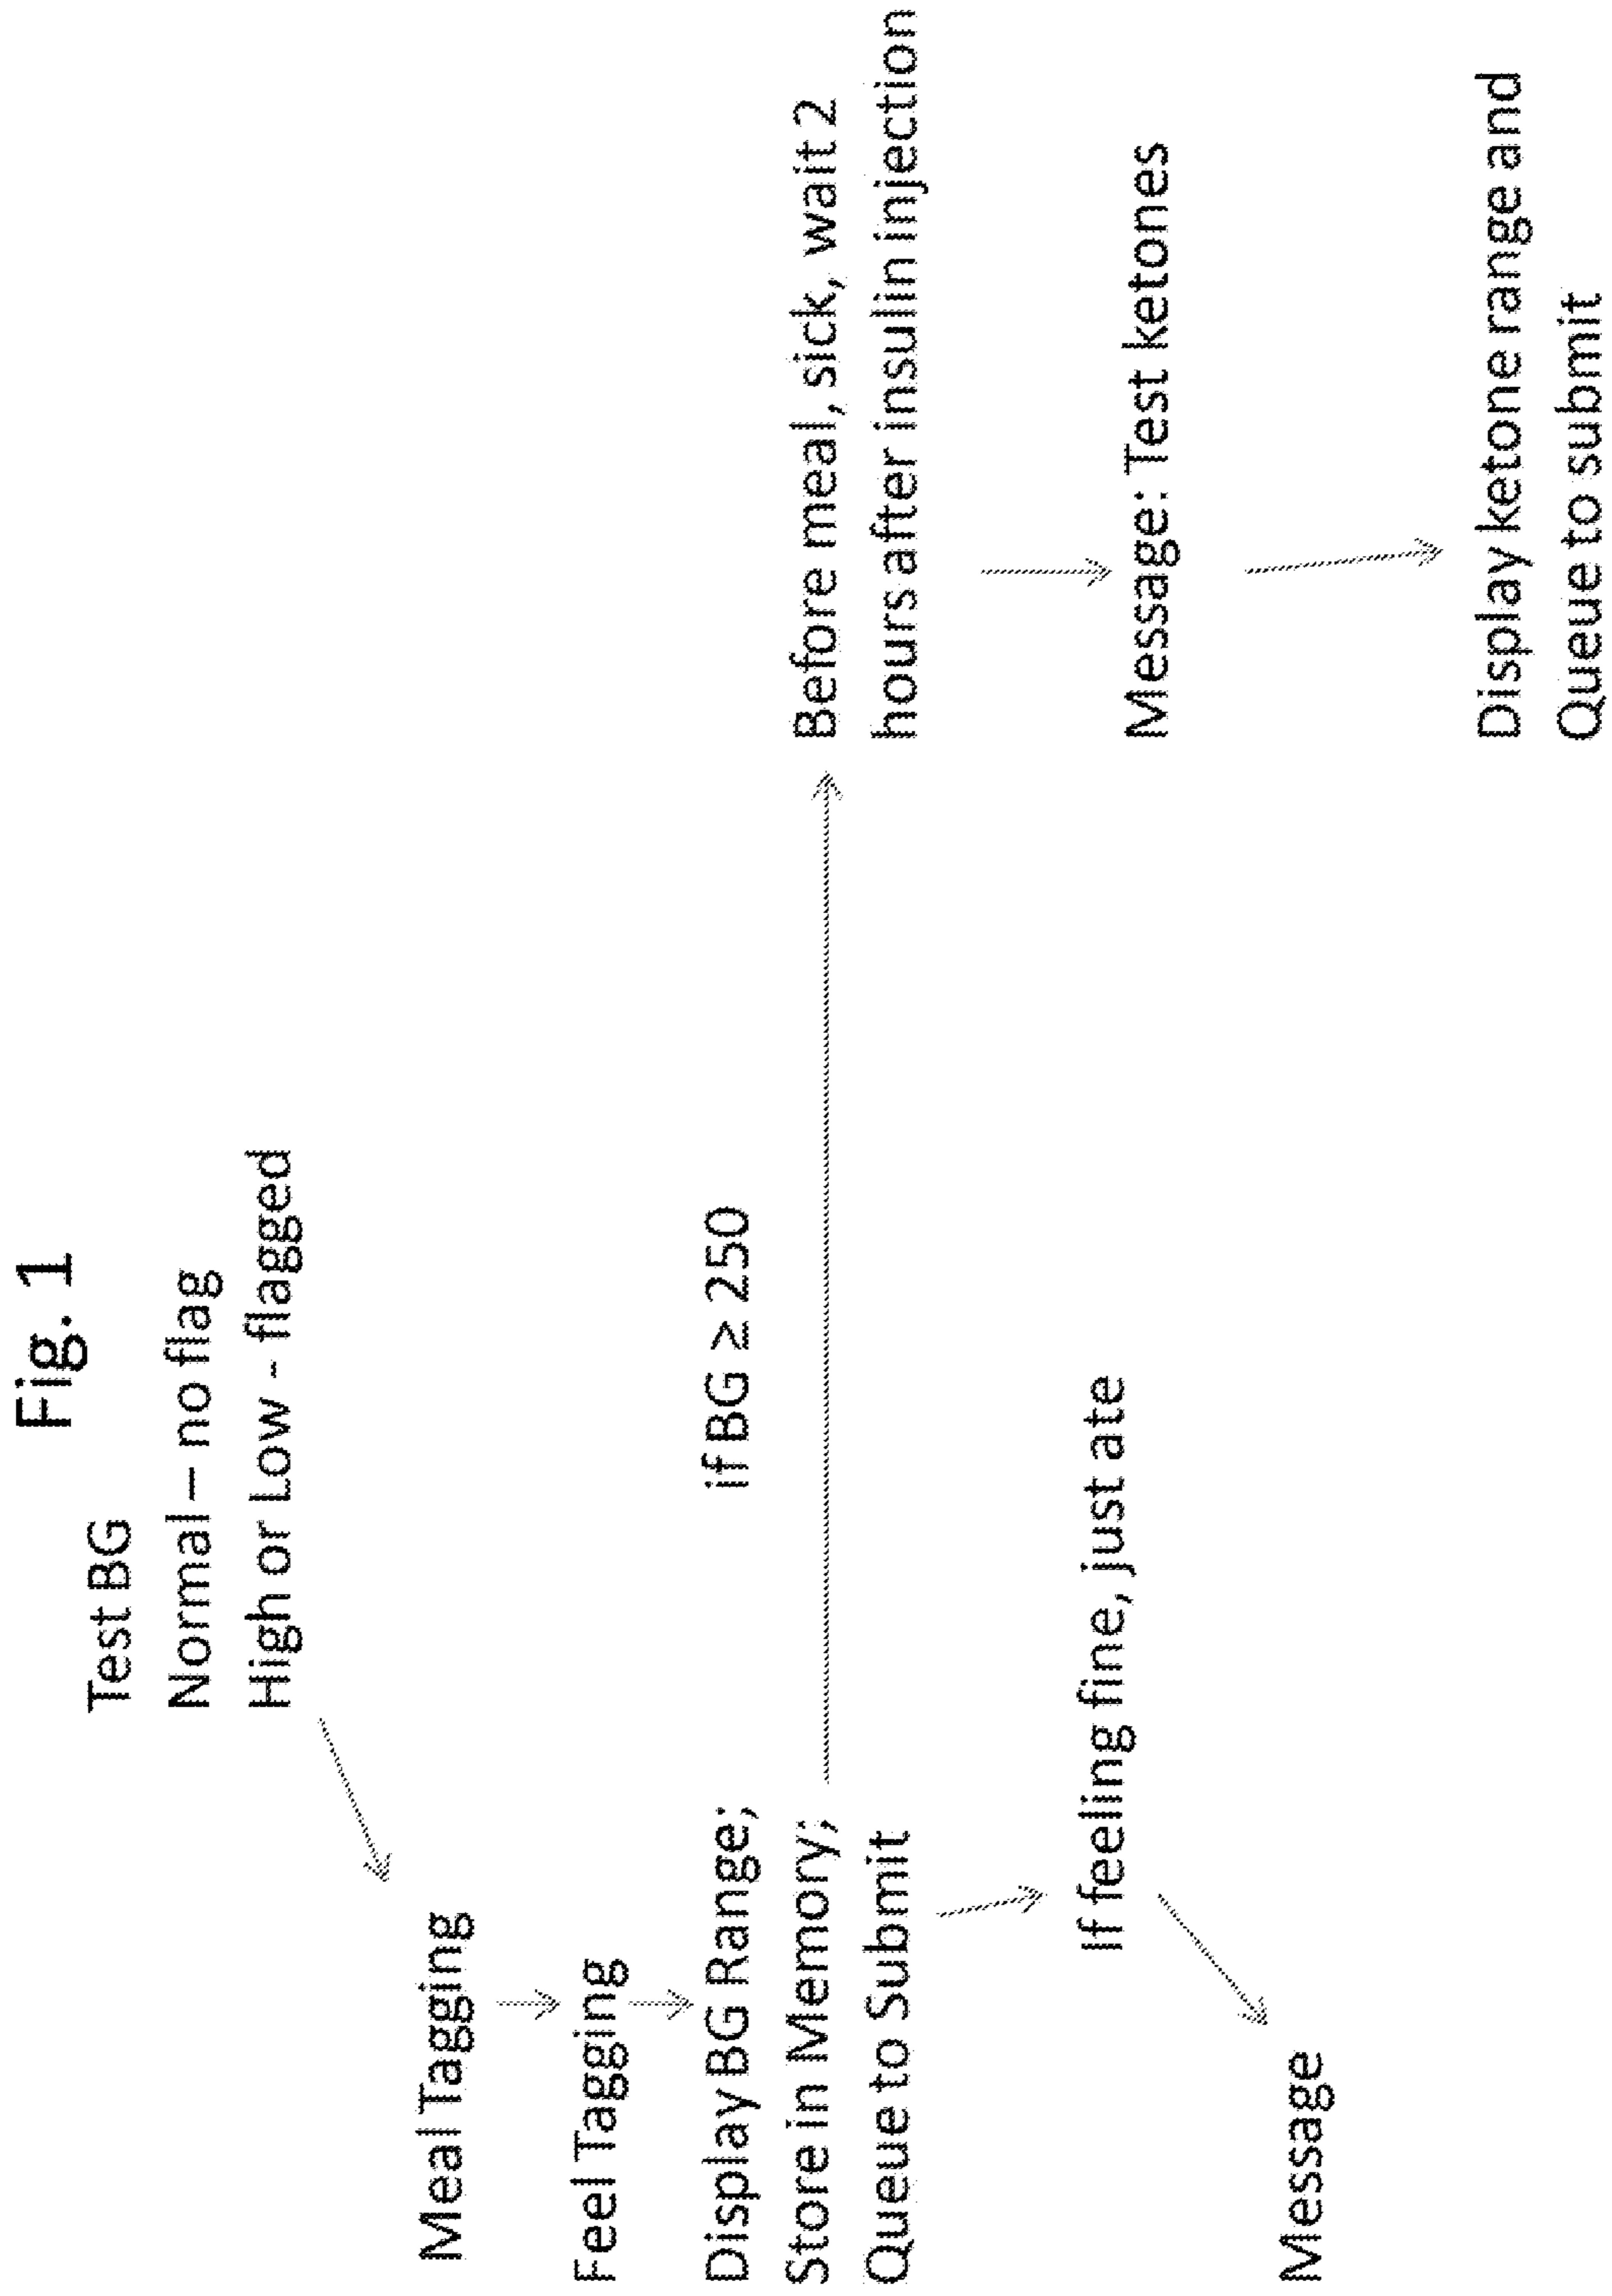 Fig. 1
Test BG
Normal – no flag
High or Low - flagged
Meal Tagging
Feel Tagging
Display BG Range;
Store in Memory;
Queue to Submit
if BG ≥ 250
Before meal, sick, wait 2
hours after insulin injection
If feeling fine, just ate
Message: Test ketones
Message
Display ketone range and
Queue to submit